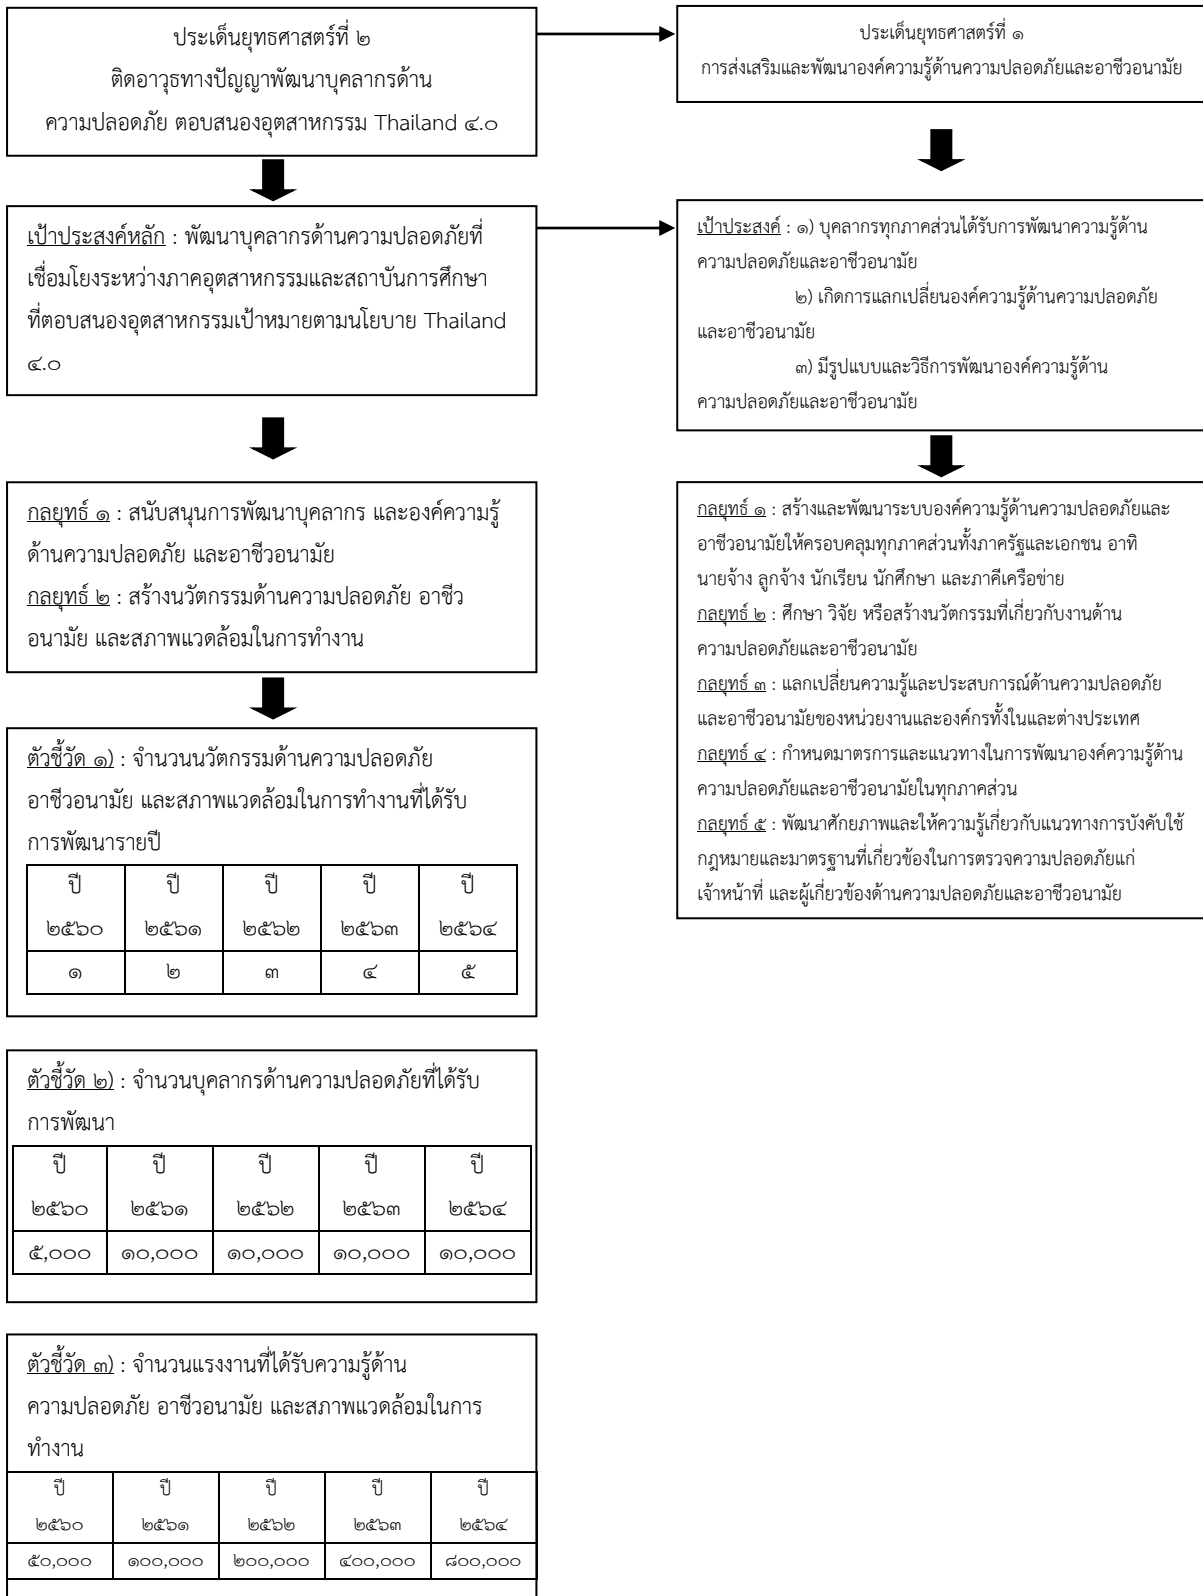 ประเด็นยุทธศาสตร์ที่ ๒
ติดอาวุธทางปัญญาพัฒนาบุคลากรด้าน
ความปลอดภัย ตอบสนองอุตสาหกรรม Thailand ๔.๐
เป้าประสงค์หลัก : พัฒนาบุคลากรด้านความปลอดภัยที่
เชื่อมโยงระหว่างภาคอุตสาหกรรมและสถาบันการศึกษา
ที่ตอบสนองอุตสาหกรรมเป้าหมายตามนโยบาย Thailand
๔.๐
กลยุทธ์ ๑ : สนับสนุนการพัฒนาบุคลากร และองค์ความรู้
ด้านความปลอดภัย และอาชีวอนามัย
กลยุทธ์ ๒ : สร้างนวัตกรรมด้านความปลอดภัย อาชีว
อนามัย และสภาพแวดล้อมในการทำงาน
ตัวชี้วัด ๑) : จำนวนนวัตกรรมด้านความปลอดภัย
อาชีวอนามัย และสภาพแวดล้อมในการทำงานที่ได้รับ
การพัฒนารายปี
ปี ปี ปี ปี ปี
๒๕๖๐ ๒๕๖๑ ๒๕๖๒ ๒๕๖๓ ๒๕๖๔
๑ ๒ ๓ ๔ ๕
ตัวชี้วัด ๒) : จำนวนบุคลากรด้านความปลอดภัยที่ได้รับ
การพัฒนา
ปี ปี ปี ปี ปี
๒๕๖๐ ๒๕๖๑ ๒๕๖๒ ๒๕๖๓ ๒๕๖๔
๕,๐๐๐ ๑๐,๐๐๐ ๑๐,๐๐๐ ๑๐,๐๐๐ ๑๐,๐๐๐
ตัวชี้วัด ๓) : จำนวนแรงงานที่ได้รับความรู้ด้าน
ความปลอดภัย อาชีวอนามัย และสภาพแวดล้อมในการ
ทำงาน
ปี ปี ปี ปี ปี
๒๕๖๐ ๒๕๖๑ ๒๕๖๒ ๒๕๖๓ ๒๕๖๔
๕๐,๐๐๐ ๑๐๐,๐๐๐ ๒๐๐,๐๐๐ ๔๐๐,๐๐๐ ๘๐๐,๐๐๐
ประเด็นยุทธศาสตร์ที่ ๑
การส่งเสริมและพัฒนาองค์ความรู้ด้านความปลอดภัยและอาชีวอนามัย
เป้าประสงค์ : ๑) บุคลากรทุกภาคส่วนได้รับการพัฒนาความรู้ด้าน
ความปลอดภัยและอาชีวอนามัย
๒) เกิดการแลกเปลี่ยนองค์ความรู้ด้านความปลอดภัย
และอาชีวอนามัย
๓) มีรูปแบบและวิธีการพัฒนาองค์ความรู้ด้าน
ความปลอดภัยและอาชีวอนามัย
กลยุทธ์ ๑ : สร้างและพัฒนาระบบองค์ความรู้ด้านความปลอดภัยและ
อาชีวอนามัยให้ครอบคลุมทุกภาคส่วนทั้งภาครัฐและเอกชน อาทิ
นายจ้าง ลูกจ้าง นักเรียน นักศึกษา และภาคีเครือข่าย
กลยุทธ์ ๒ : ศึกษา วิจัย หรือสร้างนวัตกรรมที่เกี่ยวกับงานด้าน
ความปลอดภัยและอาชีวอนามัย
กลยุทธ์ ๓ : แลกเปลี่ยนความรู้และประสบการณ์ด้านความปลอดภัย
และอาชีวอนามัยของหน่วยงานและองค์กรทั้งในและต่างประเทศ
กลยุทธ์ ๔ : กำหนดมาตรการและแนวทางในการพัฒนาองค์ความรู้ด้าน
ความปลอดภัยและอาชีวอนามัยในทุกภาคส่วน
กลยุทธ์ ๕ : พัฒนาศักยภาพและให้ความรู้เกี่ยวกับแนวทางการบังคับใช้
กฎหมายและมาตรฐานที่เกี่ยวข้องในการตรวจความปลอดภัยแก่
เจ้าหน้าที่ และผู้เกี่ยวข้องด้านความปลอดภัยและอาชีวอนามัย